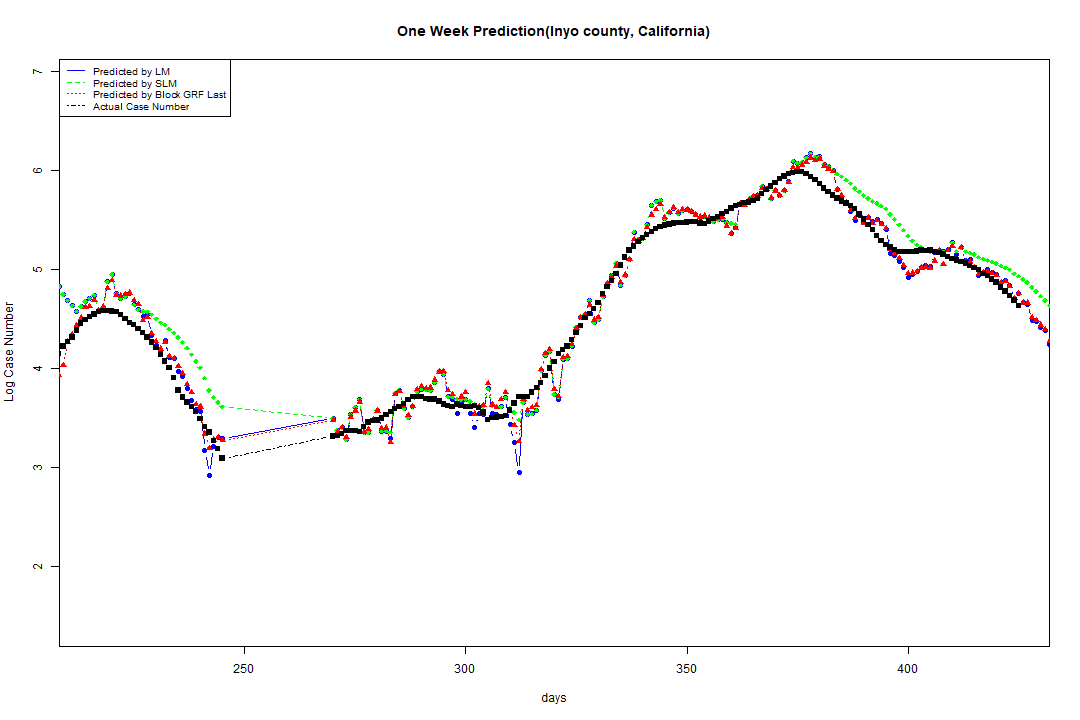 One Week Prediction(Inyo county, California)
Predicted by LM
Predicted by SLM
Predicted by Block GRF Last
Actual Case Number
7
6
5
4
3
2
Log Case Number
250
300
350
400
days